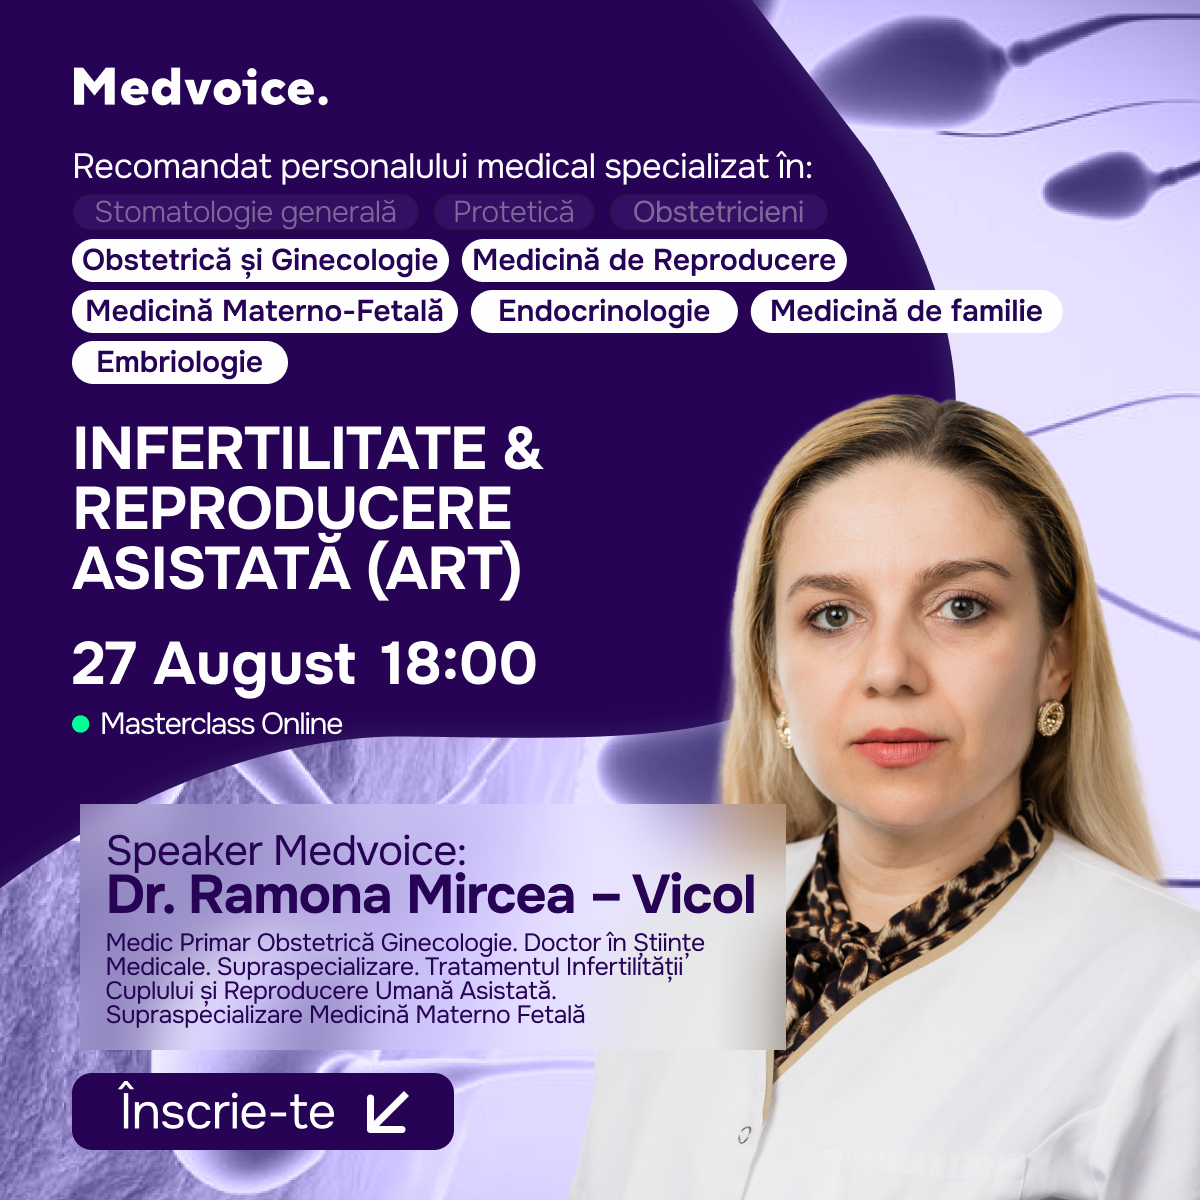 Medvoice.
Recomandat personalului medical specializat în:
Stomatologie generală Protetică Obstetricieni
Obstetrică și Ginecologie Medicină de Reproducere
Medicină Materno-Fetală Endocrinologie Medicină de familie
Embriologie
INFERTILITATE &
REPRODUCERE
ASISTATĂ (ART)
27 August 18:00
Masterclass Online
Speaker Medvoice:
Dr. Ramona Mircea – Vicol
Medic Primar Obstetrică Ginecologie. Doctor în Științe
Medicale. Supraspecializare. Tratamentul Infertilității
Cuplului și Reproducere Umană Asistată.
Supraspecializare Medicină Materno Fetală
Înscrie-te